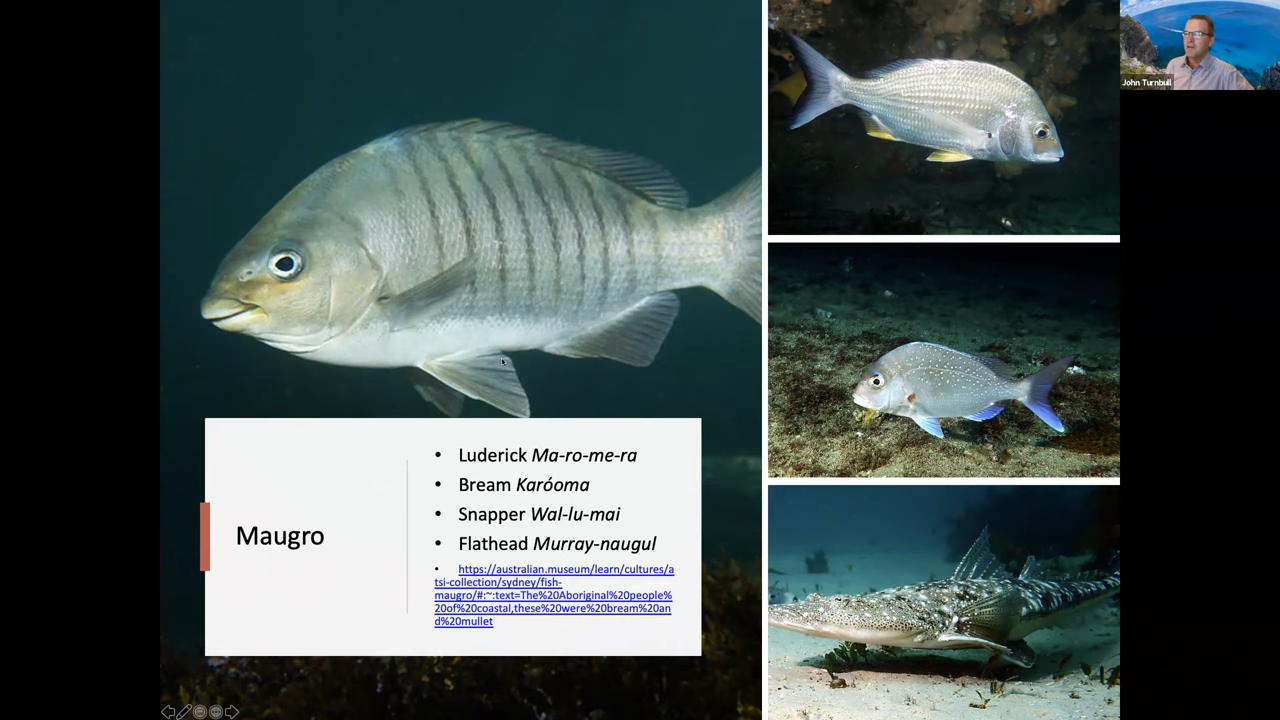 John Turnbull
Maugro
• Luderick Ma-ro-me-ra
• Bream Karóoma
• Snapper Wal-lu-mai
• Flathead Murray-naugul
• https://australian.museum/learn/cultures/a
tsi-collection/sydney/fish-
maugro/#:~:text=The%20Aboriginal%20people%
20of%20coastal,these%20were%20bream%20an
d%20mullet